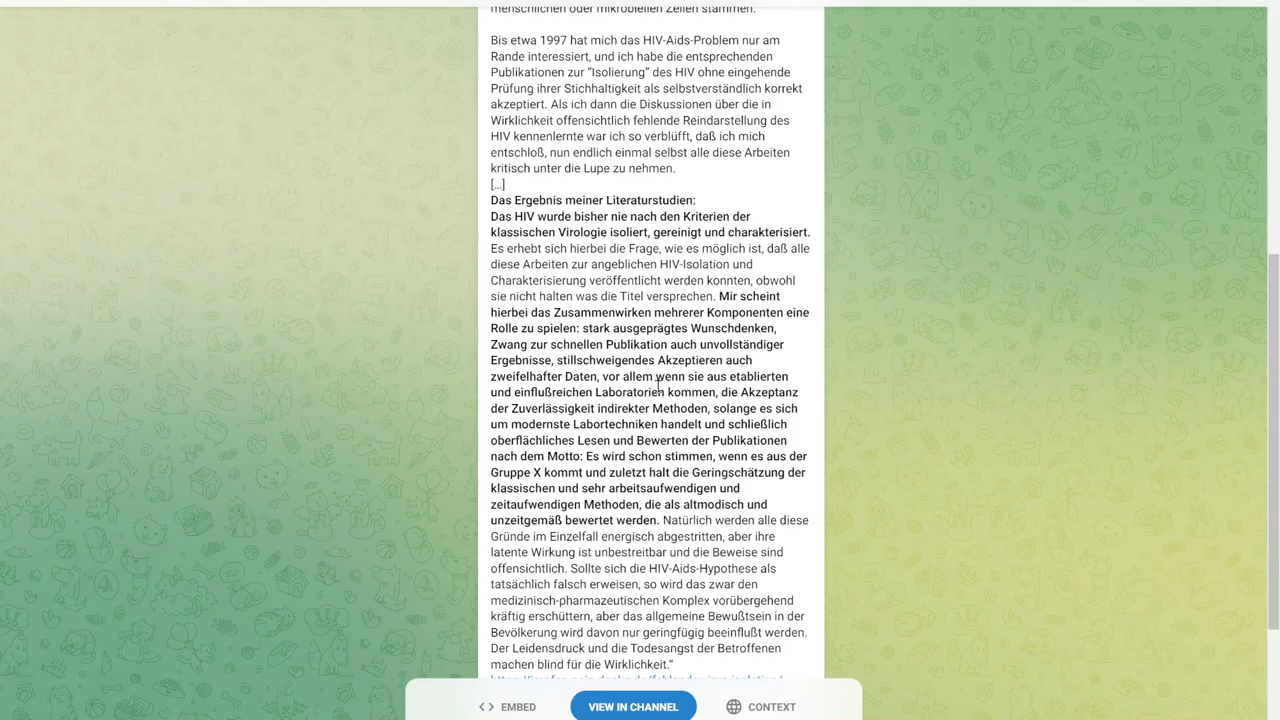 menschlichen oder mikrobiellen Zellen stammen.
Bis etwa 1997 hat mich das HIV-Aids-Problem nur am
Rande interessiert, und ich habe die entsprechenden
Publikationen zur “Isolierung” des HIV ohne eingehende
Prüfung ihrer Stichhaltigkeit als selbstverständlich korrekt
akzeptiert. Als ich dann die Diskussionen über die in
Wirklichkeit offensichtlich fehlende Reindarstellung des
HIV kennenlernte war ich so verblüfft, daß ich mich
entschloß, nun endlich einmal selbst alle diese Arbeiten
kritisch unter die Lupe zu nehmen.
[...]
Das Ergebnis meiner Literaturstudien:
Das HIV wurde bisher nie nach den Kriterien der
klassischen Virologie isoliert, gereinigt und charakterisiert.
Es erhebt sich hierbei die Frage, wie es möglich ist, daß alle
diese Arbeiten zur angeblichen HIV-Isolation und
Charakterisierung veröffentlicht werden konnten, obwohl
sie nicht halten was die Titel versprechen. Mir scheint
hierbei das Zusammenwirken mehrerer Komponenten eine
Rolle zu spielen: stark ausgeprägtes Wunschdenken,
Zwang zur schnellen Publikation auch unvollständiger
Ergebnisse, stillschweigendes Akzeptieren auch
zweifelhafter Daten, vor allem wenn sie aus etablierten
und einflußreichen Laboratorien kommen, die Akzeptanz
der Zuverlässigkeit indirekter Methoden, solange es sich
um modernste Labortechniken handelt und schließlich
oberflächliches Lesen und Bewerten der Publikationen
nach dem Motto: Es wird schon stimmen, wenn es aus der
Gruppe X kommt und zuletzt halt die Geringschätzung der
klassischen und sehr arbeitsaufwendigen und
zeitaufwendigen Methoden, die als altmodisch und
unzeitgemäß bewertet werden. Natürlich werden alle diese
Gründe im Einzelfall energisch abgestritten, aber ihre
latente Wirkung ist unbestreitbar und die Beweise sind
offensichtlich. Sollte sich die HIV-Aids-Hypothese als
tatsächlich falsch erweisen, so wird das zwar den
medizinisch-pharmazeutischen Komplex vorübergehend
kräftig erschüttern, aber das allgemeine Bewußtsein in der
Bevölkerung wird davon nur geringfügig beeinflußt werden.
Der Leidensdruck und die Todesangst der Betroffenen
machen blind für die Wirklichkeit.“
EMBED
VIEW IN CHANNEL
CONTEXT